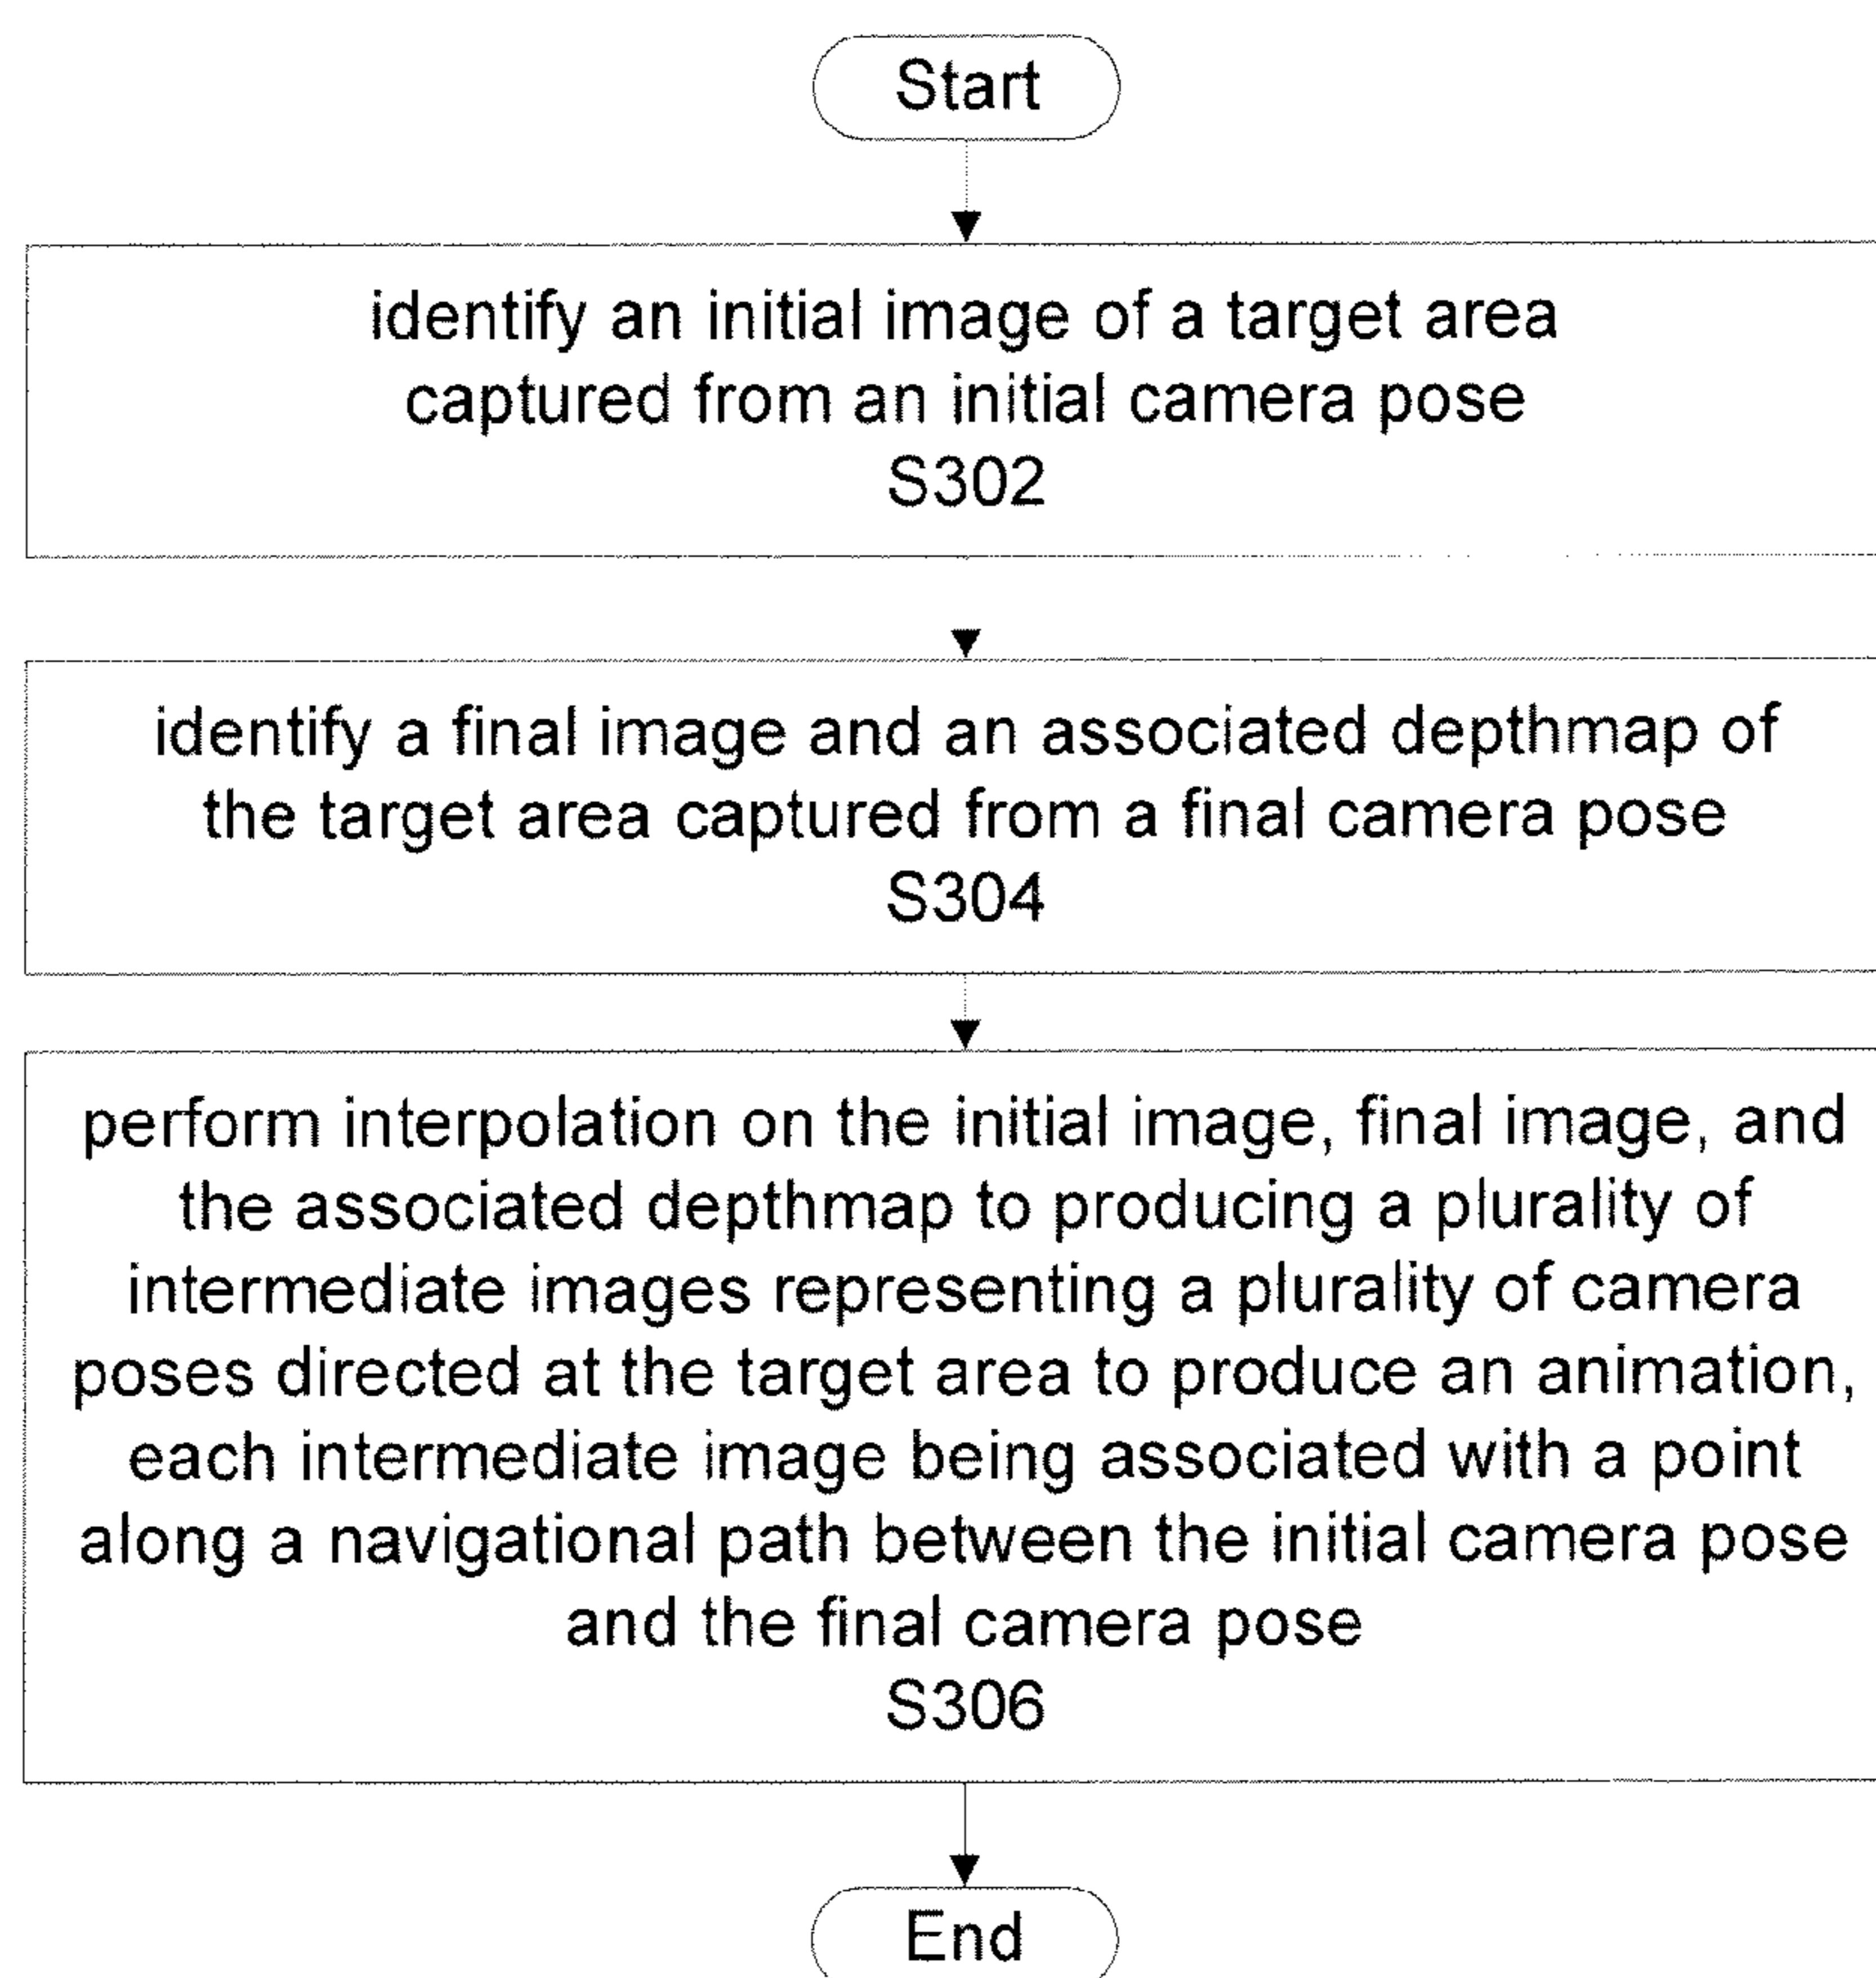 Start
identify an initial image of a target area
captured from an initial camera pose
S302
identify a final image and an associated depthmap of
the target area captured from a final camera pose
S304
perform interpolation on the initial image, final image, and
the associated depthmap to producing a plurality of
intermediate images representing a plurality of camera
poses directed at the target area to produce an animation,
each intermediate image being associated with a point
along a navigational path between the initial camera pose
and the final camera pose
S306
End